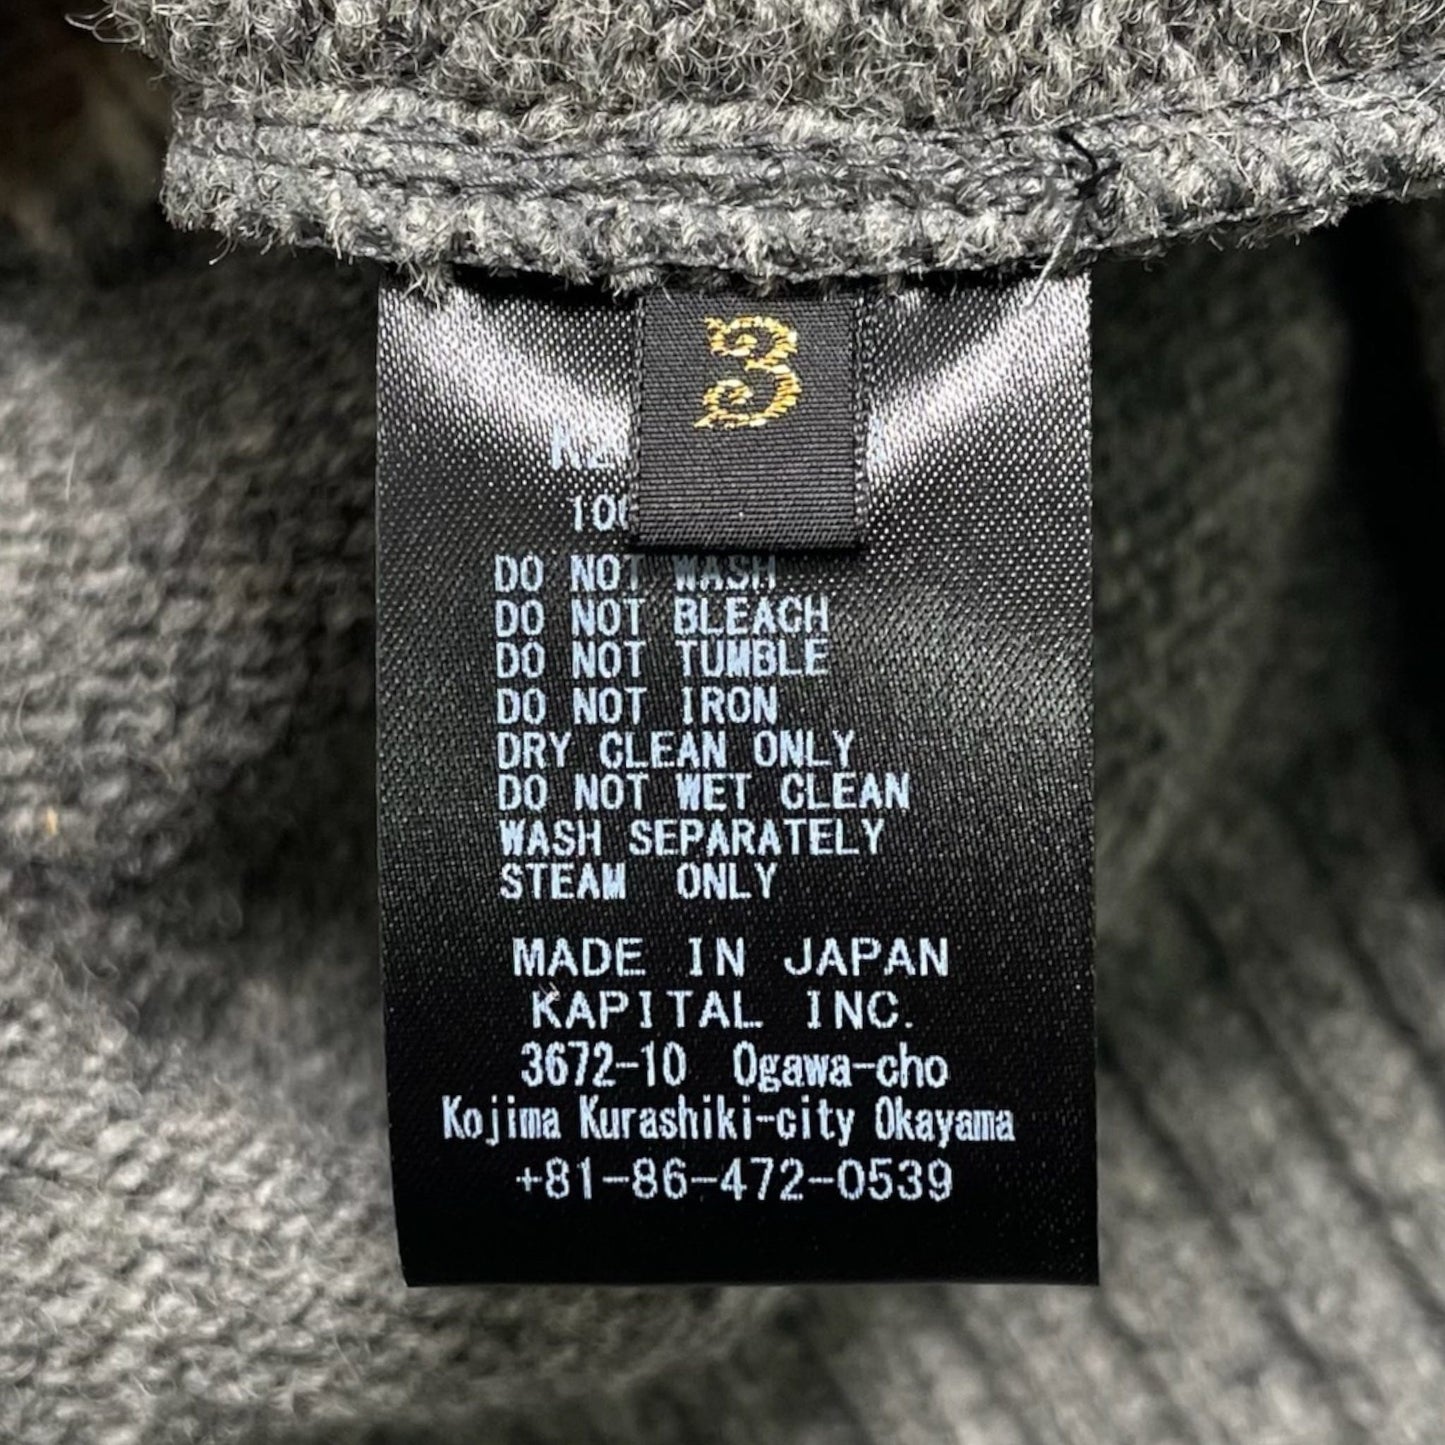 3
DO NOT WASH
DO NOT BLEACH
DO NOT TUMBLE
DO NOT IRON
DRY CLEAN ONLY
DO NOT WET CLEAN
WASH SEPARATELY
STEAM ONLY
MADE IN JAPAN
KAPITAL INC.
3672-10 Ogawa-cho
Kojima Kurashiki-city Okayama
+81-86-472-0539